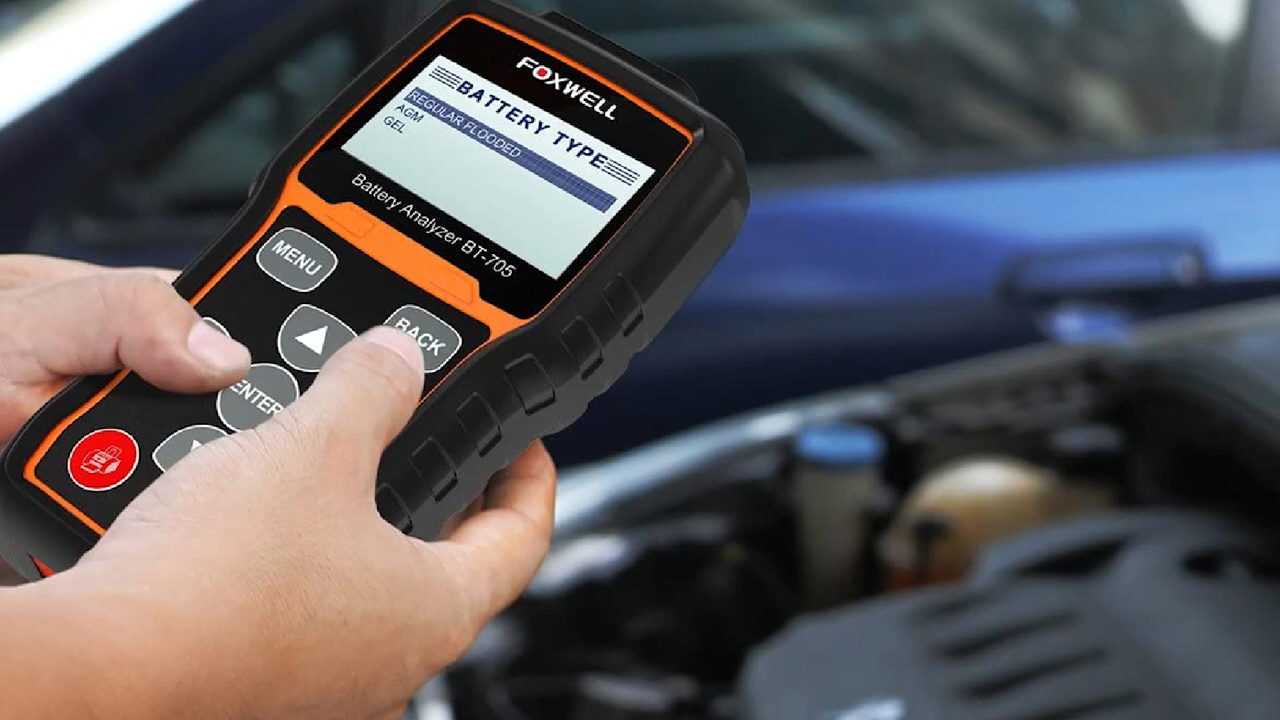 FOXWELL
BATTERY TYPE
REGULAR FLOODED
AGM
GEL
Battery Analyzer BT-705
MENU
BACK
ENTER